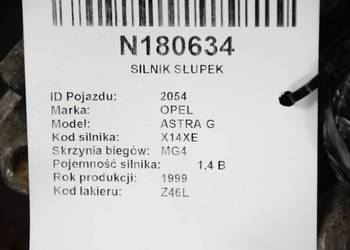 N180634
SILNIK SŁUPEK
ID Pojazdu: 2054
Marka: OPEL
Model: ASTRA G
Kod silnika: X14XE
Skrzynia biegów: MG4
Pojemność silnika: 1,4 B
Rok produkcji: 1999
Kod lakieru: Z46L